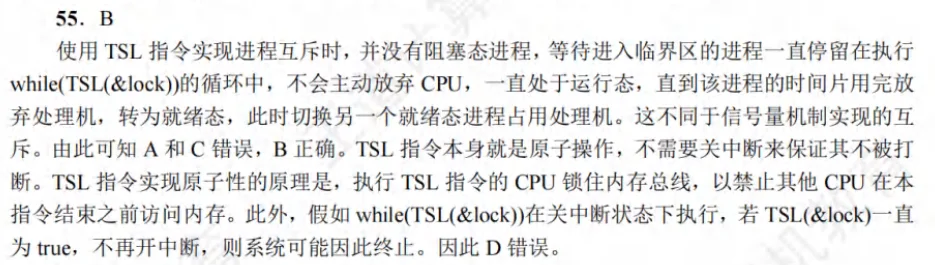 55．B
使用 TSL 指令实现进程互斥时，并没有阻塞态进程，等待进入临界区的进程一直停留在执行
while(TSL(&lock))的循环中，不会主动放弃 CPU，一直处于运行态，直到该进程的时间片用完放
弃处理机，转为就绪态，此时切换另一个就绪态进程占用处理机。这不同于信号量机制实现的互
斥。由此可知 A 和 C 错误，B 正确。TSL 指令本身就是原子操作，不需要关中断来保证其不被打
断。TSL 指令实现原子性的原理是，执行 TSL 指令的 CPU 锁住内存总线，以禁止其他 CPU 在本
指令结束之前访问内存。此外，假如 while(TSL(&lock))在关中断状态下执行，若 TSL(&lock)一直
为 true，不再开中断，则系统可能因此终止。因此 D 错误。